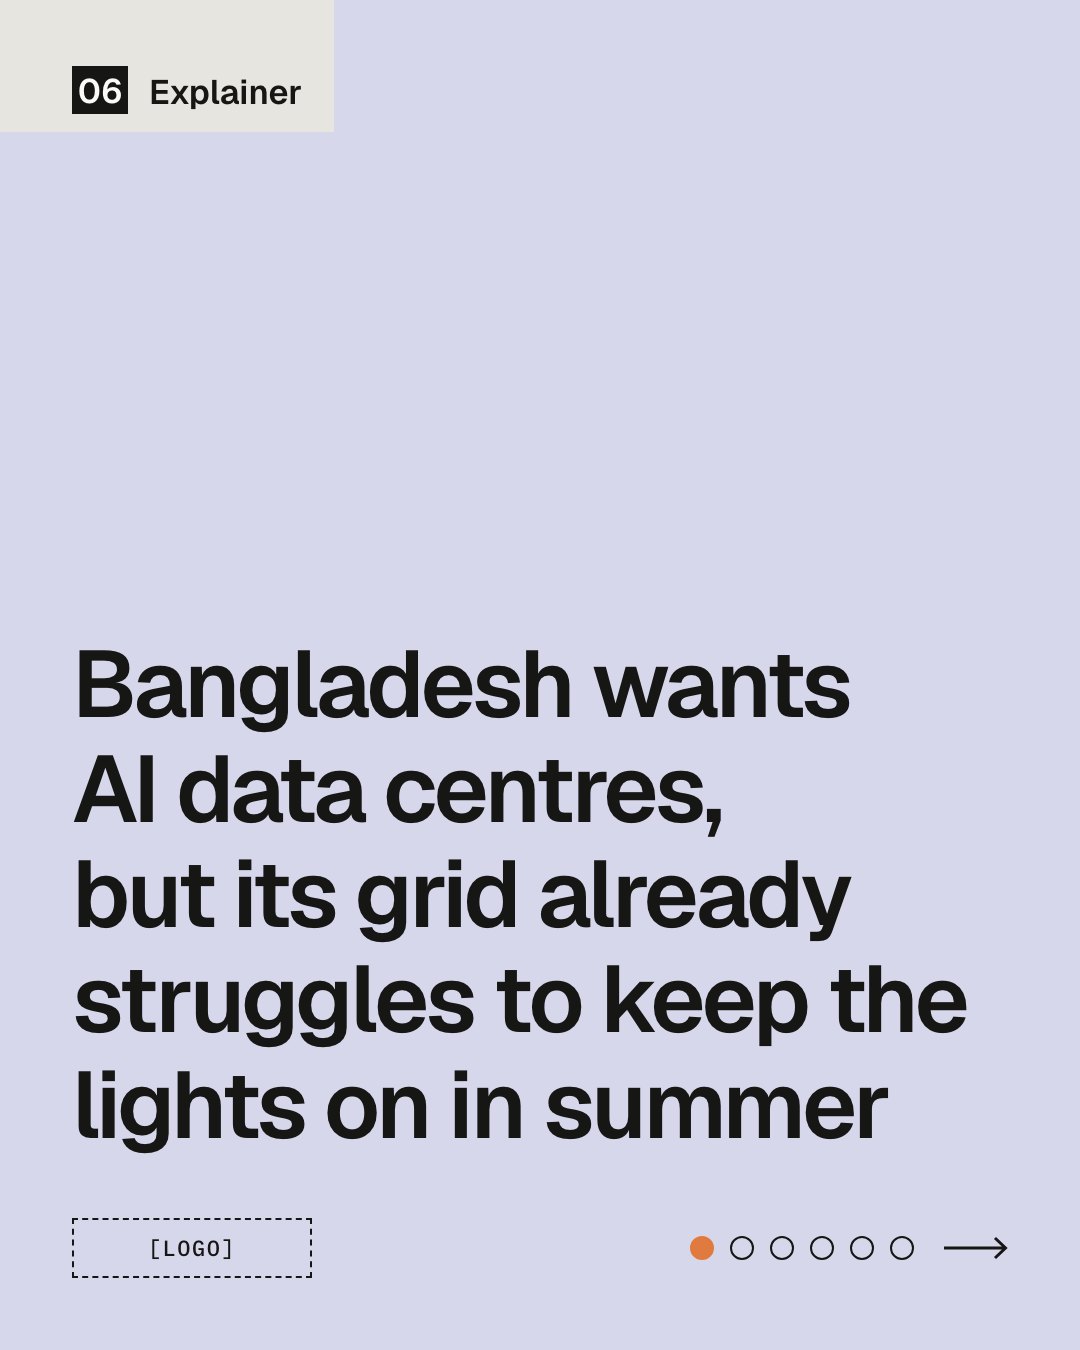 06 Explainer
Bangladesh wants
AI data centres,
but its grid already
struggles to keep the
lights on in summer
[LOGO]